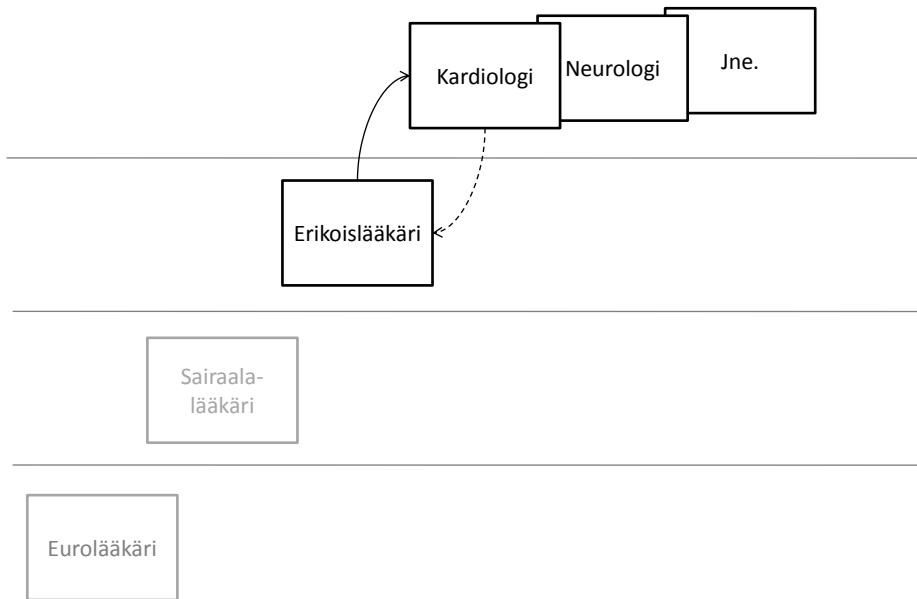 Kardiologi
Neurologi
Jne.
Erikoislääkäri
Sairaala-
lääkäri
Eurolääkäri